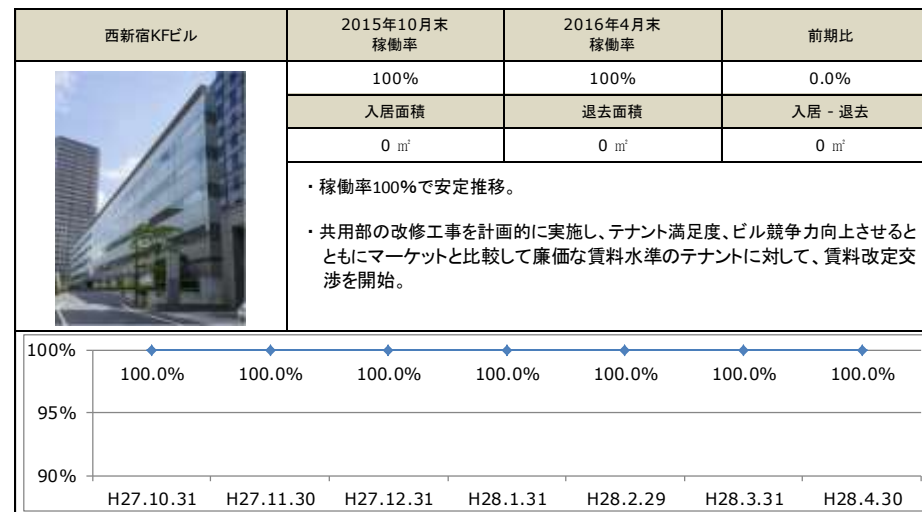 西新宿KFビル
2015年10月末
稼働率
2016年4月末
稼働率
前期比
100%
100%
0.0%
入居面積
退去面積
入居 - 退去
0 ㎡
0 ㎡
0 ㎡
・稼働率100%で安定推移。
・共用部の改修工事を計画的に実施し、テナント満足度、ビル競争力向上させると
ともにマーケットと比較して廉価な賃料水準のテナントに対して、賃料改定交
渉を開始。
100%
100.0% 100.0% 100.0% 100.0% 100.0% 100.0% 100.0%
95%
90%
H27.10.31 H27.11.30 H27.12.31 H28.1.31 H28.2.29 H28.3.31 H28.4.30